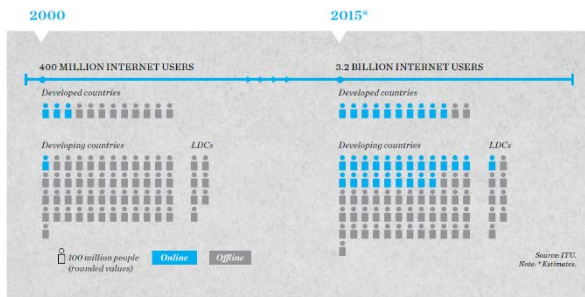 2000
2015*
400 MILLION INTERNET USERS
3.2 BILLION INTERNET USERS
Developed countries
Developed countries
Developing countries
LDCs
Developing countries
LDCs
100 million people
(rounded values)
Online
Offline
Source: ITU.
Note: * Estimates.